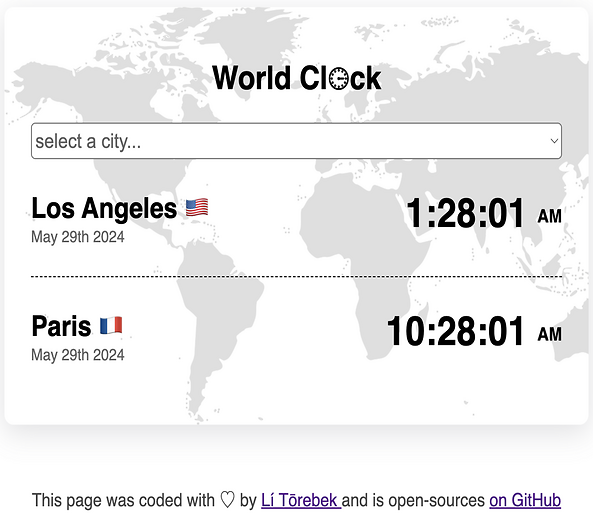 World Clock
select a city...
Los Angeles 🇺🇸 1:28:01 AM
May 29th 2024
Paris 🇫🇷 10:28:01 AM
May 29th 2024
This page was coded with ♡ by Lí Tōrebek and is open-sources on GitHub